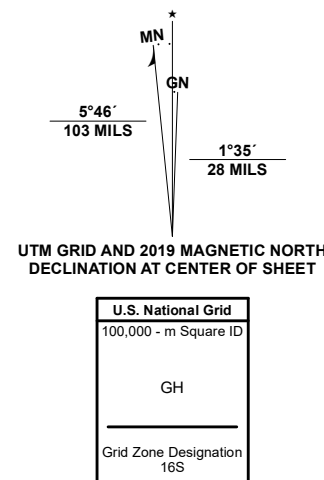 ★
MN
GN
5°46´
103 MILS
1°35´
28 MILS
UTM GRID AND 2019 MAGNETIC NORTH
DECLINATION AT CENTER OF SHEET
U.S. National Grid
100,000 - m Square ID
GH
Grid Zone Designation
16S